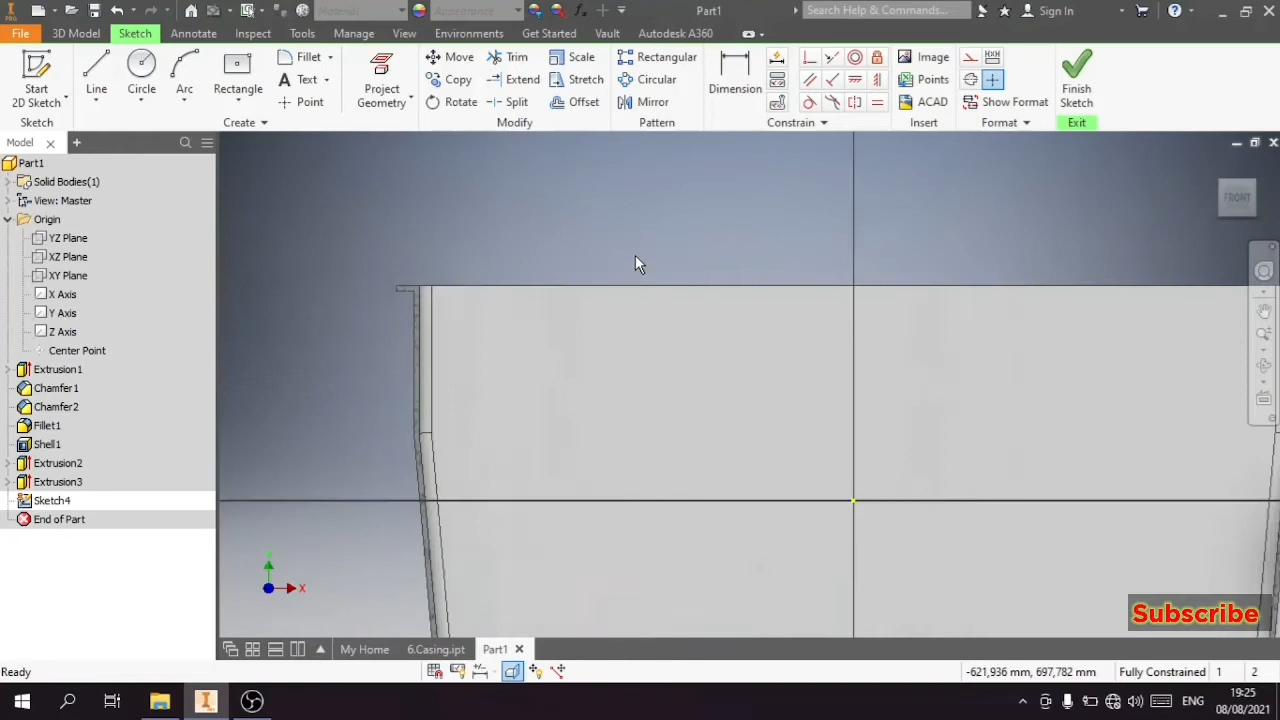 PRO
Material
Appearance
Part1
Search Help & Commands...
Sign In
File
3D Model
Sketch
Annotate
Inspect
Tools
Manage
View
Environments
Get Started
Vault
Autodesk A360
Start
2D Sketch
Line
Circle
Arc
Rectangle
Fillet
Text
Point
Project
Geometry
Move
Copy
Rotate
Trim
Extend
Split
Scale
Stretch
Offset
Rectangular
Circular
Mirror
Dimension
Image
Points
ACAD
Show Format
Finish
Sketch
Sketch
Create
Modify
Pattern
Constrain
Insert
Format
Exit
Model
Part1
Solid Bodies(1)
View: Master
Origin
YZ Plane
XZ Plane
XY Plane
X Axis
Y Axis
Z Axis
Center Point
Extrusion1
Chamfer1
Chamfer2
Fillet1
Shell1
Extrusion2
Extrusion3
Sketch4
End of Part
FRONT
X
Subscribe
My Home
6.Casing.ipt
Part1
Ready
-621,936 mm, 697,782 mm
Fully Constrained
1
2
ENG
19:25
08/08/2021